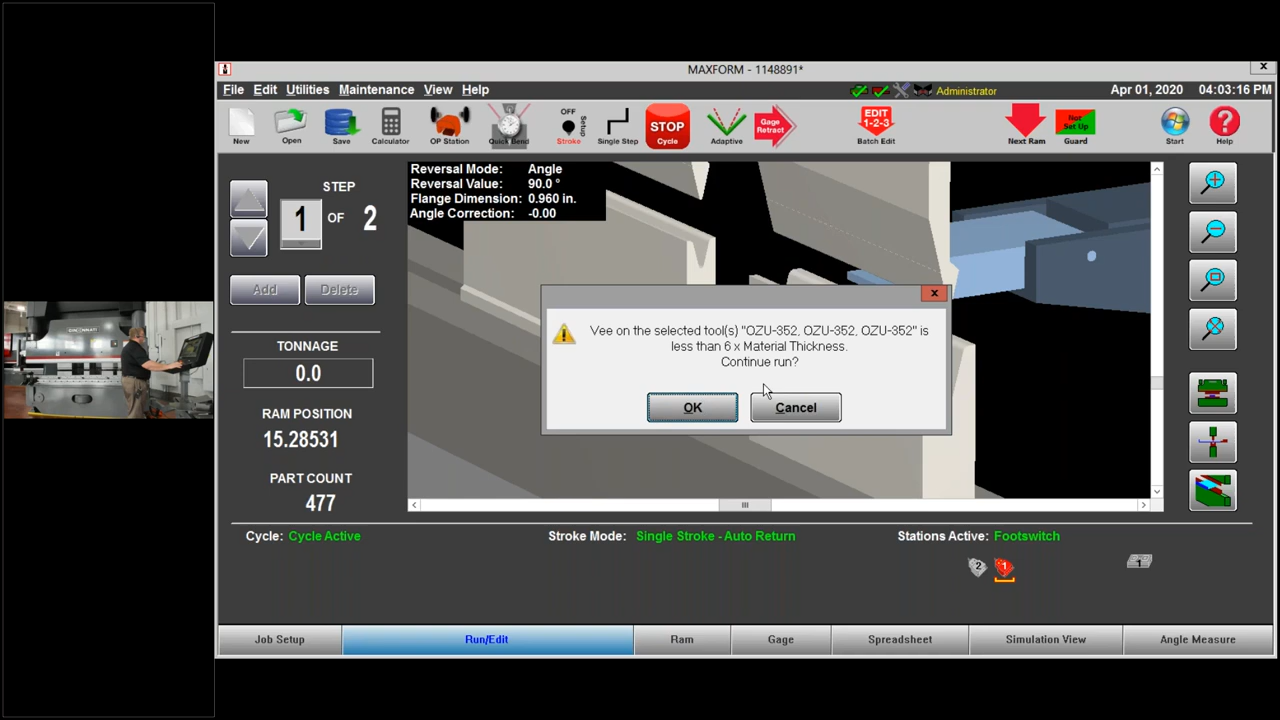 MAXFORM - 1148891*
x
File Edit Utilities Maintenance View Help
Administrator
Apr 01, 2020 04:03:16 PM
New
Open
Save
Calculator
OP Station
Quick Bend
OFF
Setup
Stroke
Single Step
STOP
Cycle
Adaptive
Gage
Retract
EDIT
1-2-3
Batch Edit
Next Ram
Not
Set Up
Guard
Start
?
Help
STEP
1 OF 2
Add Delete
TONNAGE
0.0
RAM POSITION
15.28531
PART COUNT
477
Reversal Mode: Angle
Reversal Value: 90.0 °
Flange Dimension: 0.960 in.
Angle Correction: -0.00
x
Vee on the selected tool(s) "OZU-352, OZU-352, OZU-352" is
less than 6 x Material Thickness.
Continue run?
OK Cancel
Cycle: Cycle Active
Stroke Mode: Single Stroke - Auto Return
Stations Active: Footswitch
2 1 1
Job Setup Run/Edit Ram Gage Spreadsheet Simulation View Angle Measure
CINCINNATI